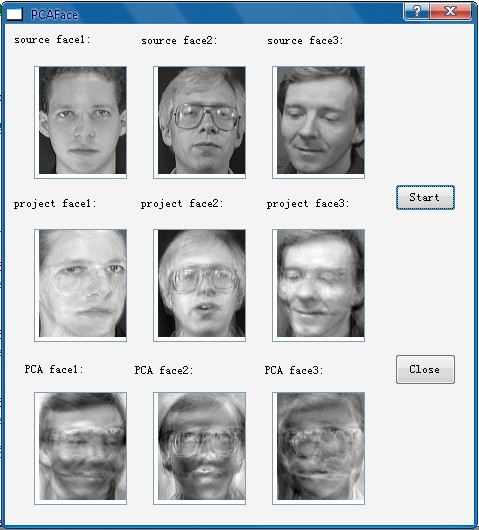 PCAFace
source face1: source face2: source face3:
project face1: project face2: project face3:
Start
PCA face1: PCA face2: PCA face3:
Close